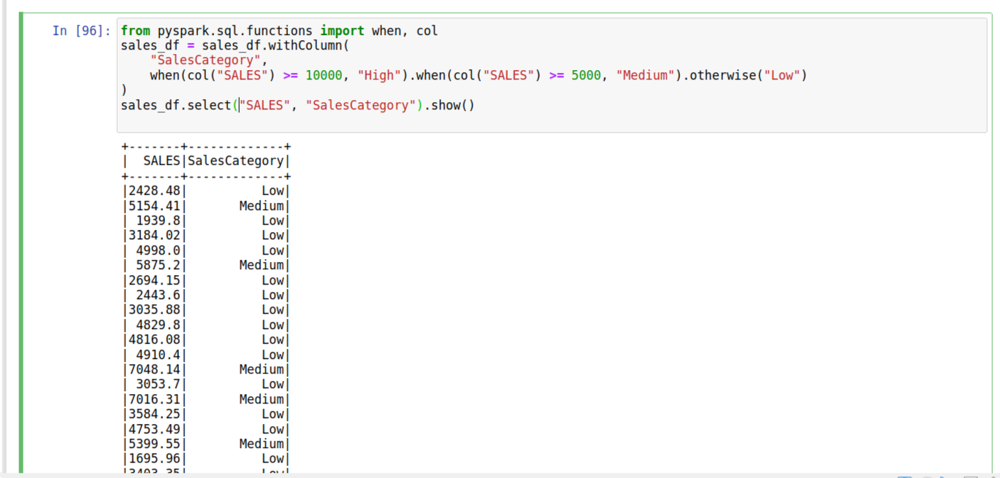 In [96]: from pyspark.sql.functions import when, col
sales_df = sales_df.withColumn(
    "SalesCategory",
    when(col("SALES") >= 10000, "High").when(col("SALES") >= 5000, "Medium").otherwise("Low")
)
sales_df.select("SALES", "SalesCategory").show()
+-------+-------------+
|  SALES|SalesCategory|
+-------+-------------+
|2428.48|          Low|
|5154.41|       Medium|
| 1939.8|          Low|
|3184.02|          Low|
| 4998.0|          Low|
| 5875.2|       Medium|
|2694.15|          Low|
| 2443.6|          Low|
|3035.88|          Low|
| 4829.8|          Low|
|4816.08|          Low|
| 4910.4|          Low|
|7048.14|       Medium|
| 3053.7|          Low|
|7016.31|       Medium|
|3584.25|          Low|
|4753.49|          Low|
|5399.55|       Medium|
|1695.96|          Low|